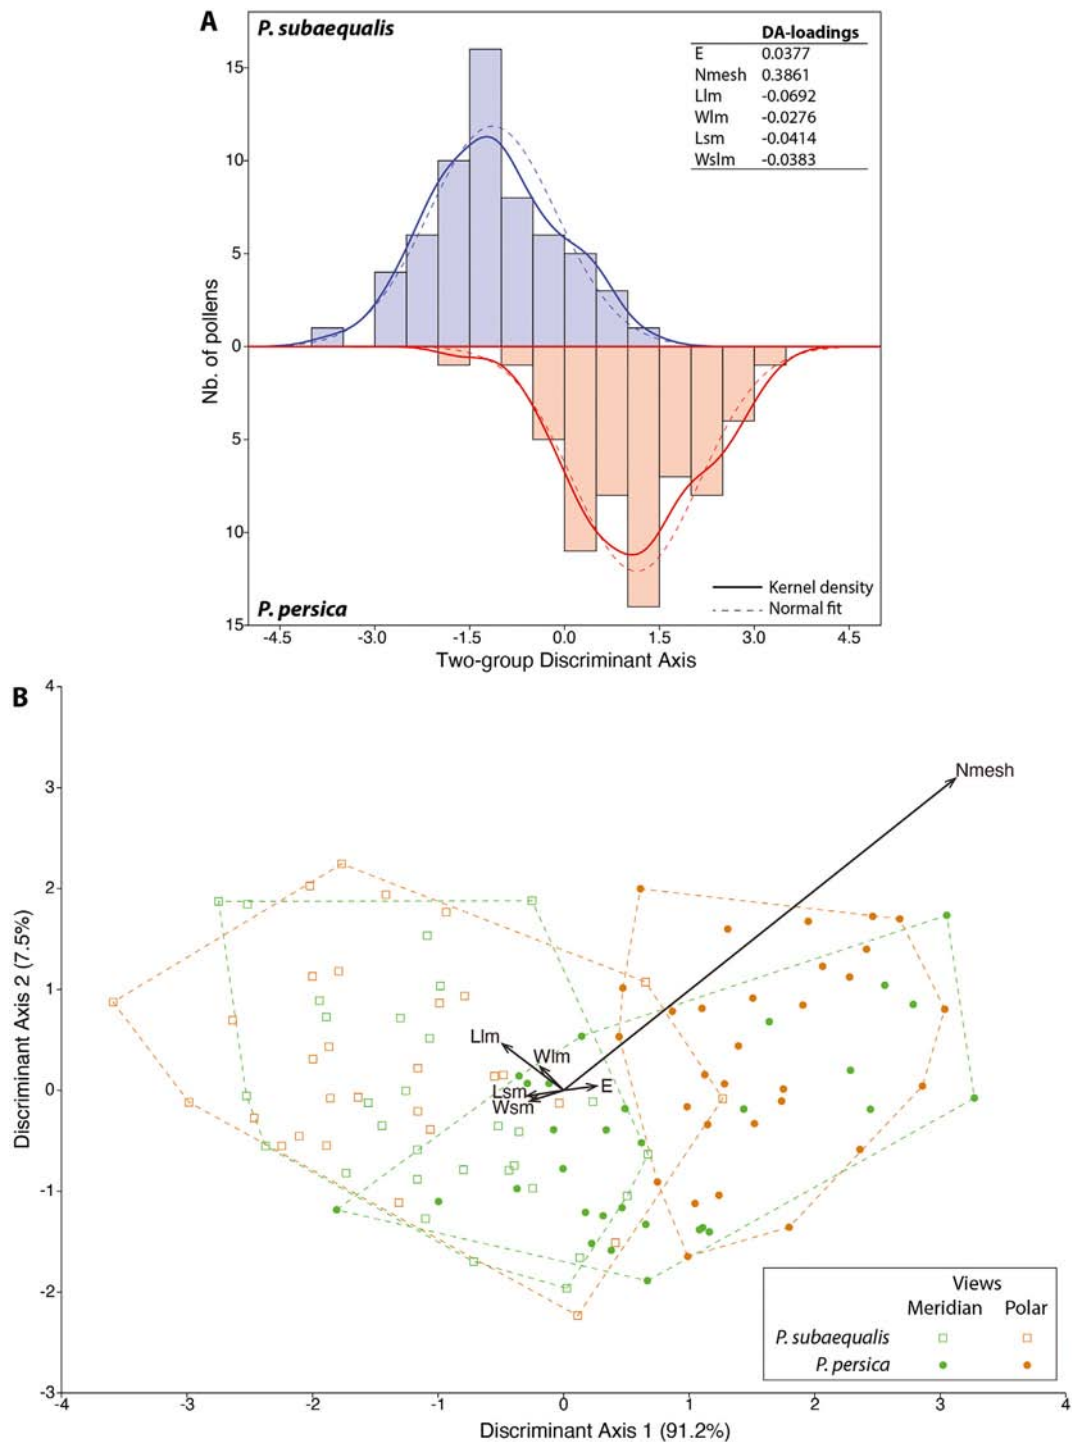 A
P. subaequalis
DA-loadings
E 0.0377
Nmesh 0.3861
Llm -0.0692
Wlm -0.0276
Lsm -0.0414
Wslm -0.0383
15
10
5
0
5
10
15
Nb. of pollens
P. persica
Kernel density
Normal fit
-4.5 -3.0 -1.5 0.0 1.5 3.0 4.5
Two-group Discriminant Axis
B
4
3
2
1
0
-1
-2
-3
Discriminant Axis 2 (7.5%)
Nmesh
Llm
Wlm
E
Lsm
Wsm
Views
Meridian Polar
P. subaequalis
P. persica
-4 -3 -2 -1 0 1 2 3 4
Discriminant Axis 1 (91.2%)